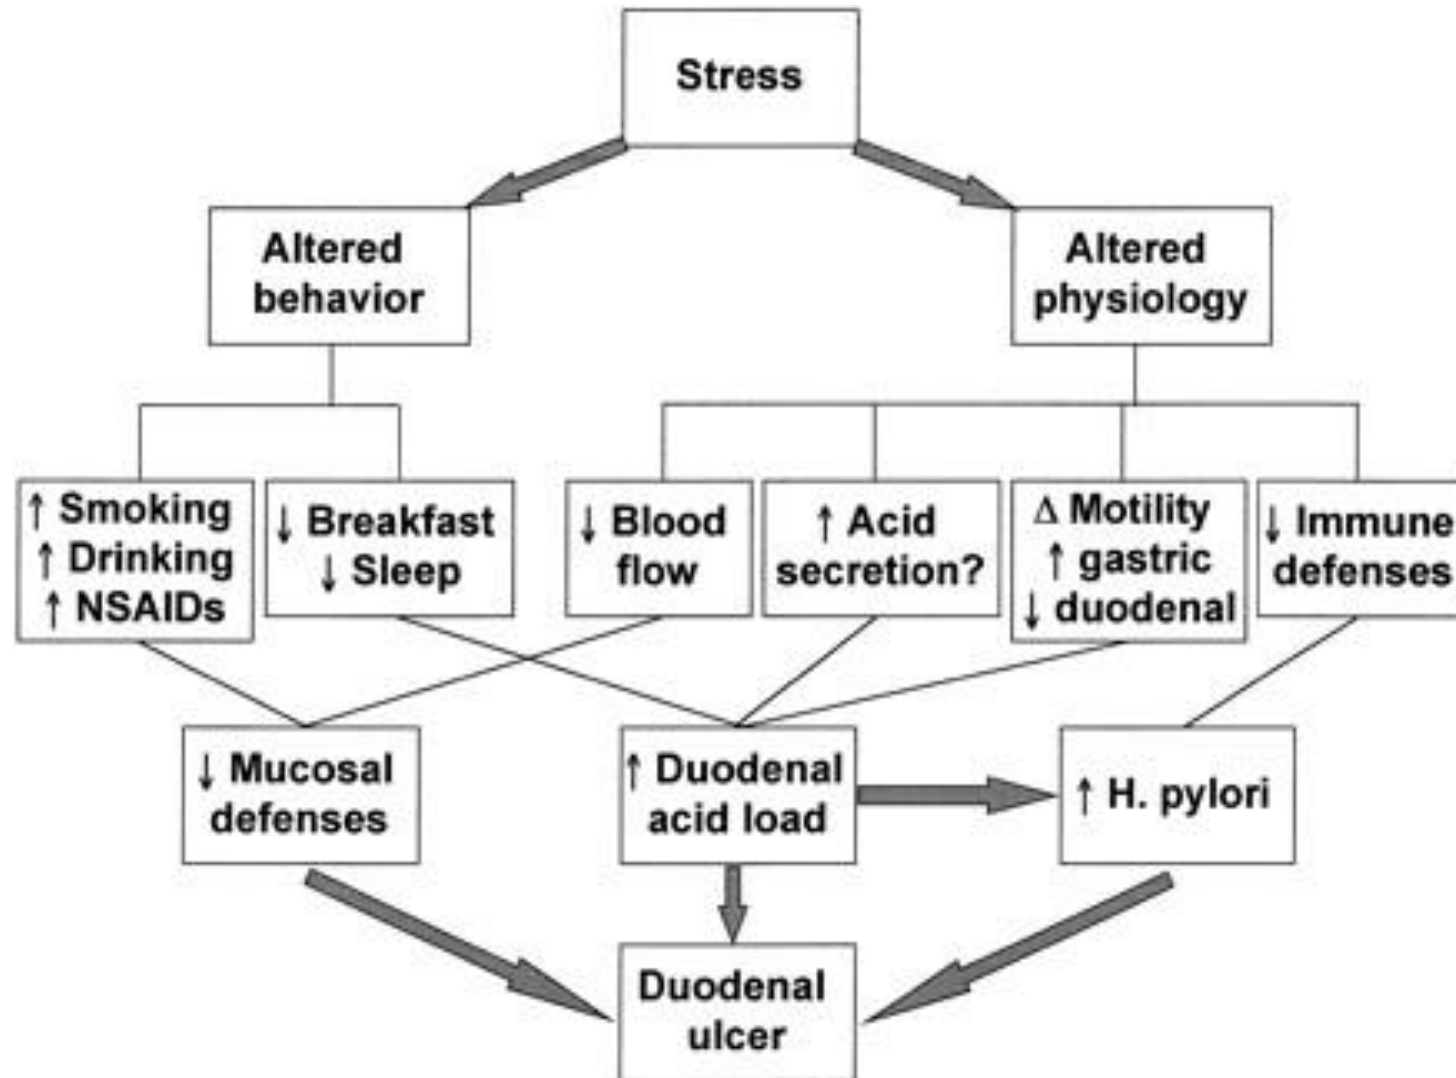 Stress
Altered
behavior
Altered
physiology
↑ Smoking
↑ Drinking
↑ NSAIDs
↓ Breakfast
↓ Sleep
↓ Blood
flow
↑ Acid
secretion?
Δ Motility
↑ gastric
↓ duodenal
↓ Immune
defenses
↓ Mucosal
defenses
↑ Duodenal
acid load
↑ H. pylori
Duodenal
ulcer